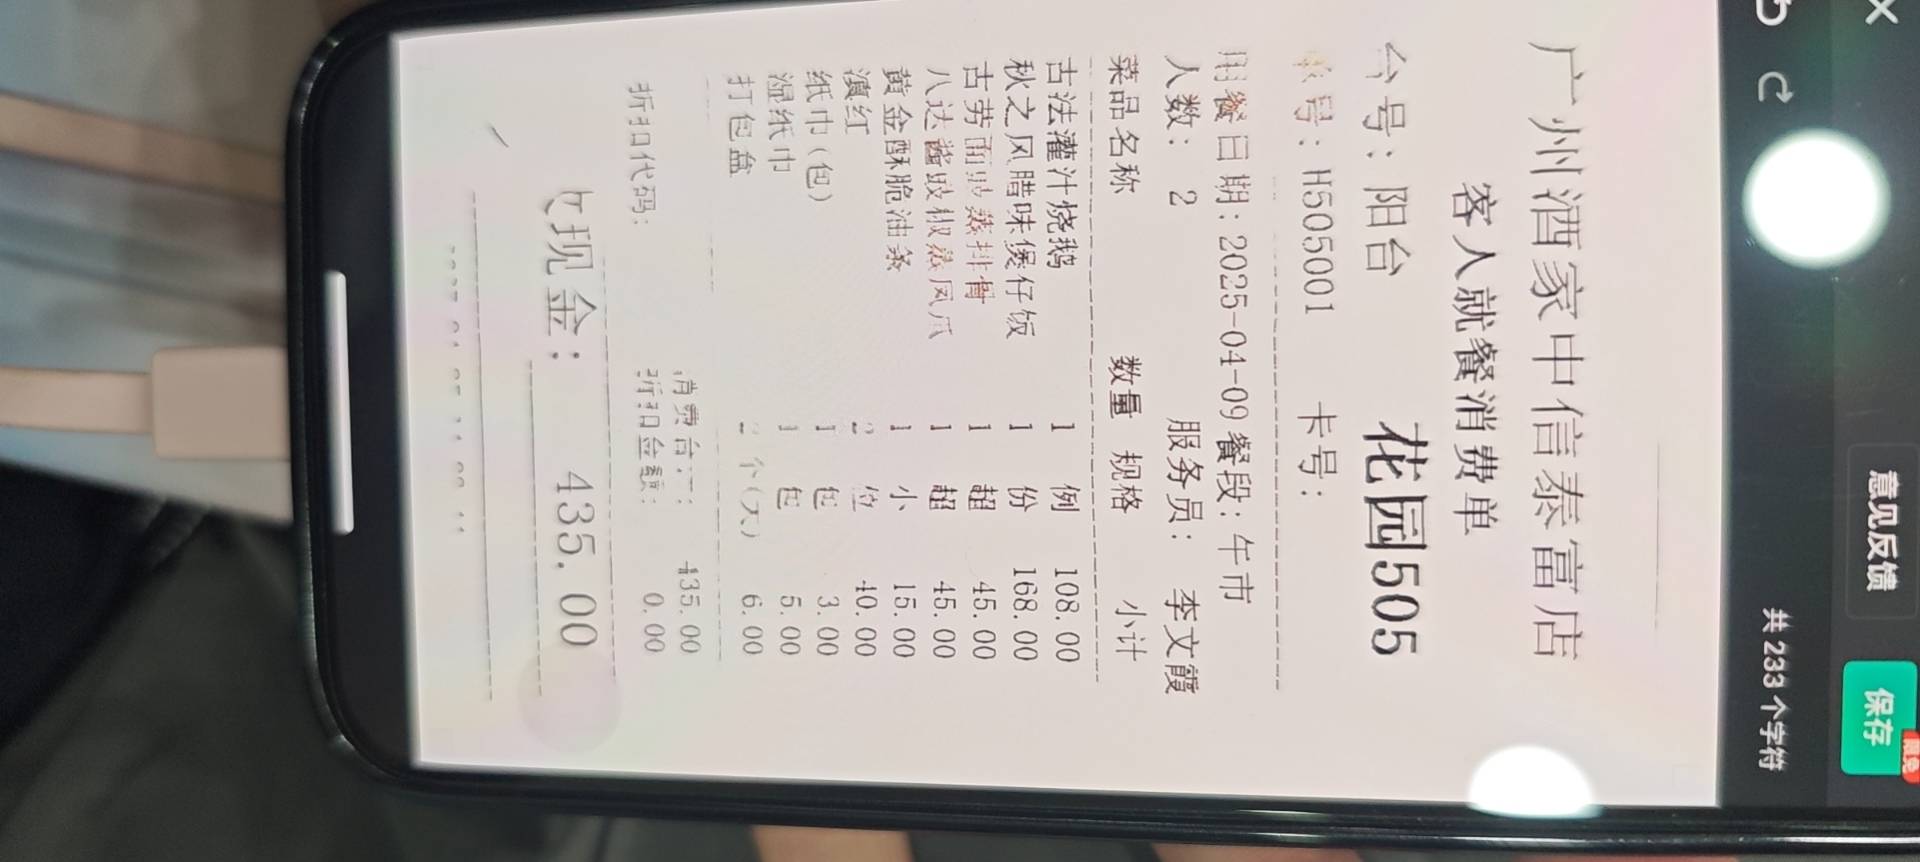 意见反馈
保存
限免
共 233 个字符
广州酒家中信泰富店
客人就餐消费单
台号：阳台 花园505
单号：H505001 卡号：
用餐日期：2025-04-09 餐段：午市
人数： 2 服务员： 李文霞
菜品名称 数量 规格 小计
古法灌汁烧鹅 1 例 108.00
秋之风腊味煲仔饭 1 份 168.00
古劳面豉蒸排骨 1 超 45.00
八达酱豉椒蒸凤爪 1 超 45.00
黄金酥脆油条 1 小 15.00
滇红 2 位 40.00
纸巾（包） 1 包 3.00
湿纸巾 1 包 5.00
打包盒 2 个（大） 6.00
消费合计： 435.00
折扣代码： 折扣金额： 0.00
收现金： 435.00